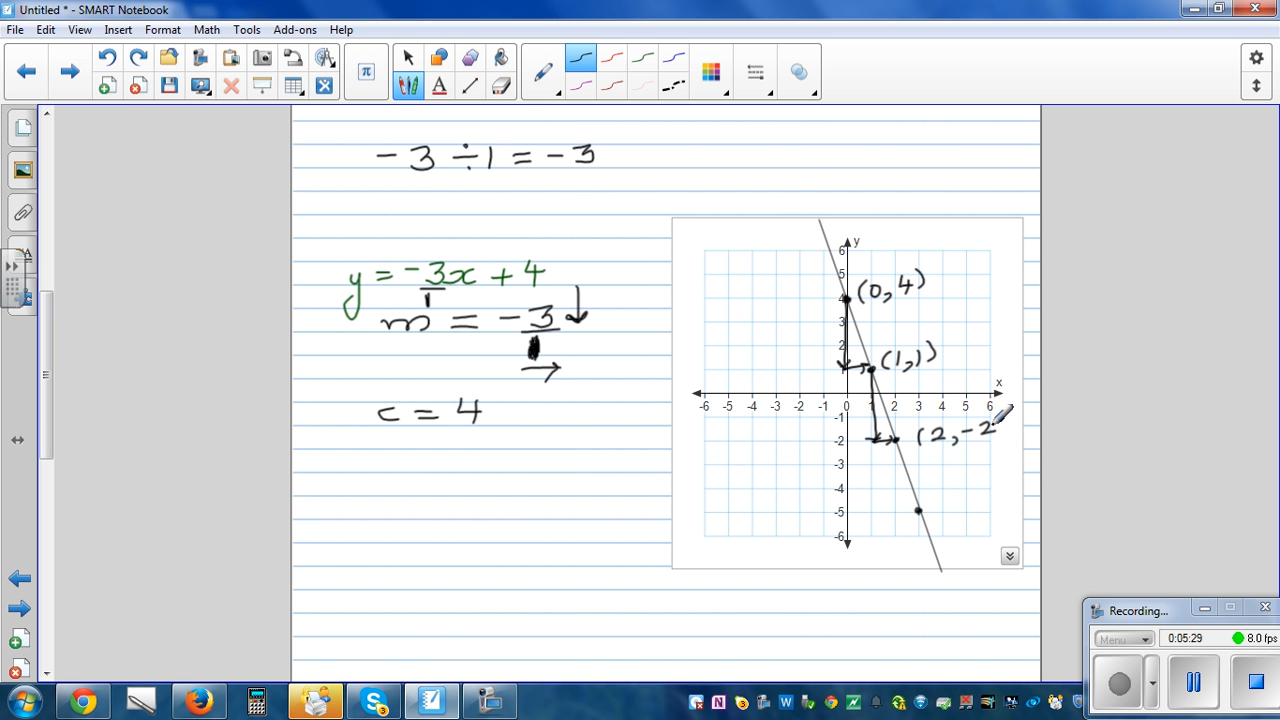 Untitled * - SMART Notebook
File Edit View Insert Format Math Tools Add-ons Help
π
A
- 3 ÷ 1 = - 3
y = -3x + 4
1
m = - 3
c = 4
y
6
5
4
3
2
1
(0, 4)
(1, 1)
x
-6 -5 -4 -3 -2 -1 0 1 2 3 4 5 6
-1
-2
-3
-4
-5
-6
(2, -2
Recording...
Menu
0:05:29
8.0 fps